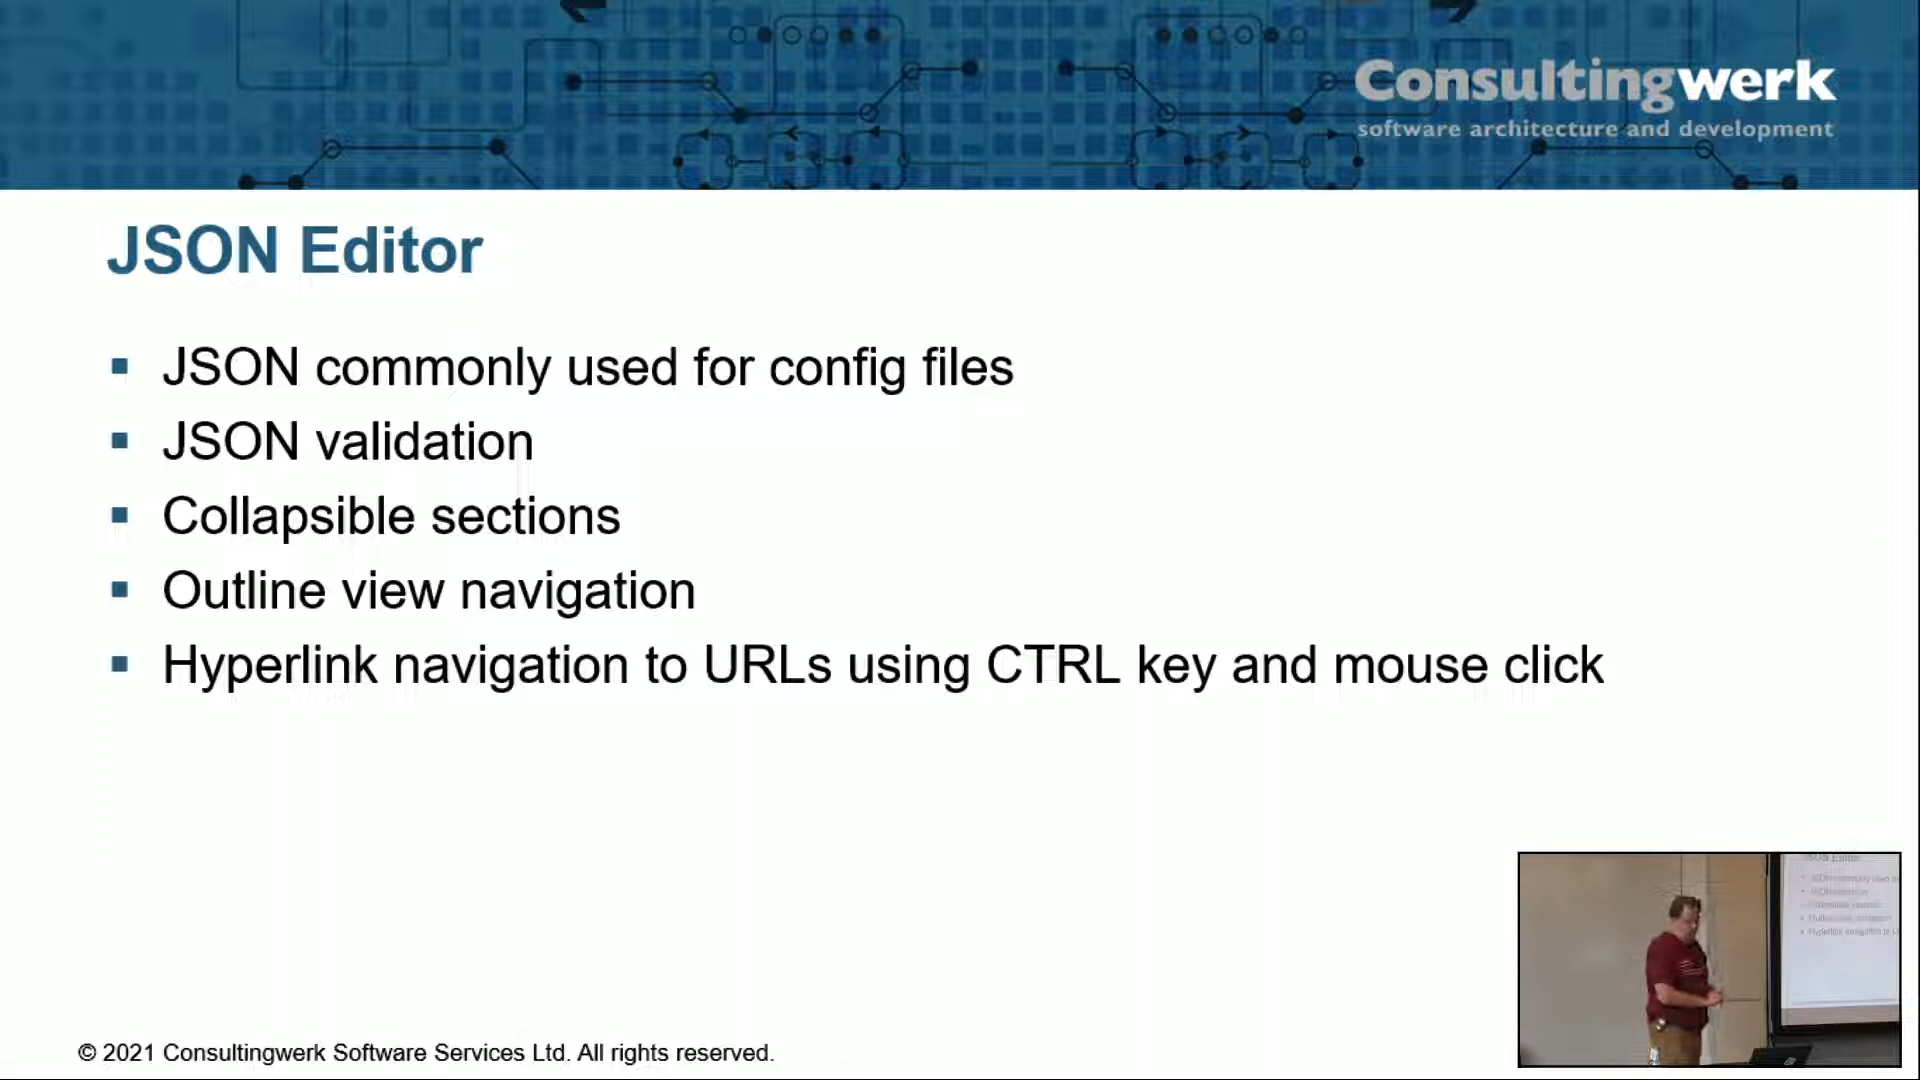 Consultingwerk
software architecture and development
JSON Editor
JSON commonly used for config files
JSON validation
Collapsible sections
Outline view navigation
Hyperlink navigation to URLs using CTRL key and mouse click
© 2021 Consultingwerk Software Services Ltd. All rights reserved.